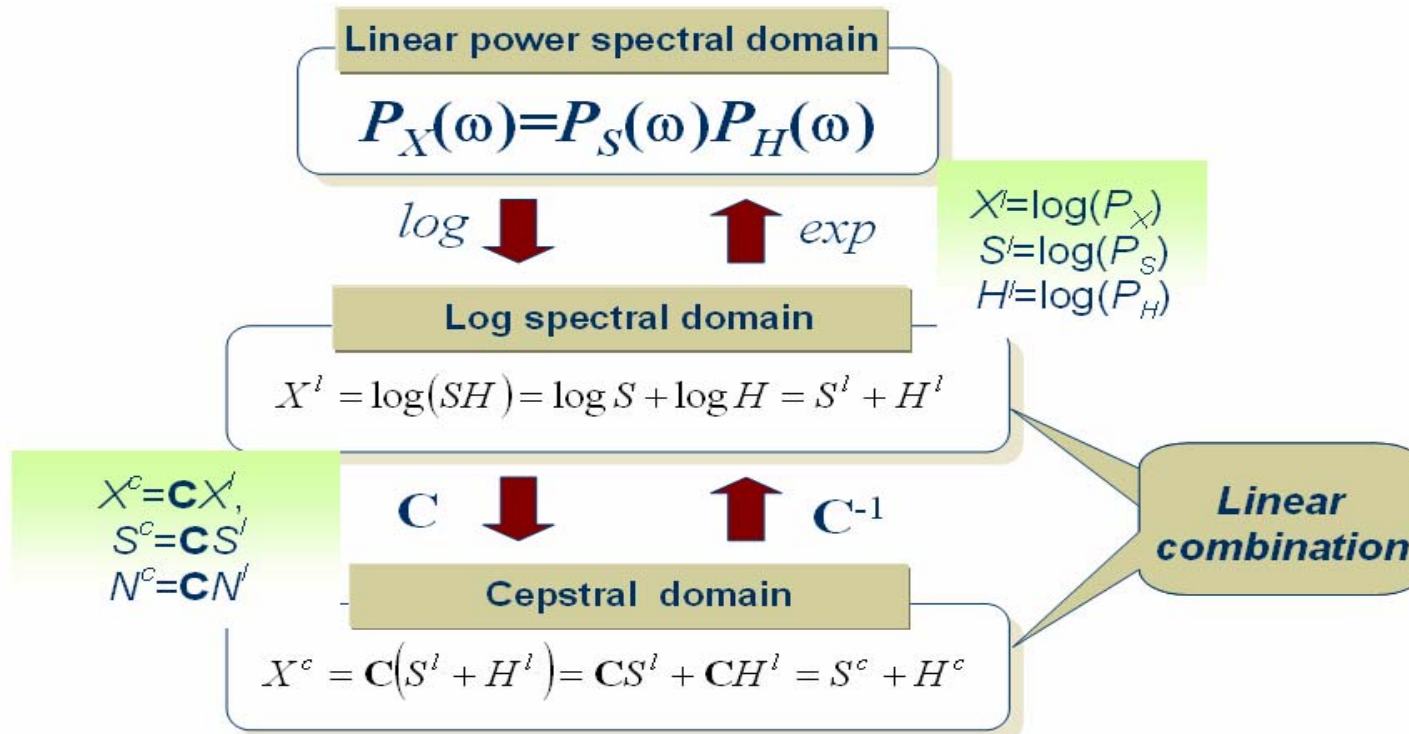 Linear power spectral domain
P_X(ω)=P_S(ω)P_H(ω)
log
exp
X^l=log(P_X)
S^l=log(P_S)
H^l=log(P_H)
Log spectral domain
X^l = log(SH) = log S + log H = S^l + H^l
X^c=CX^l,
S^c=CS^l
N^c=CN^l
C
C^-1
Linear
combination
Cepstral domain
X^c = C(S^l + H^l) = CS^l + CH^l = S^c + H^c